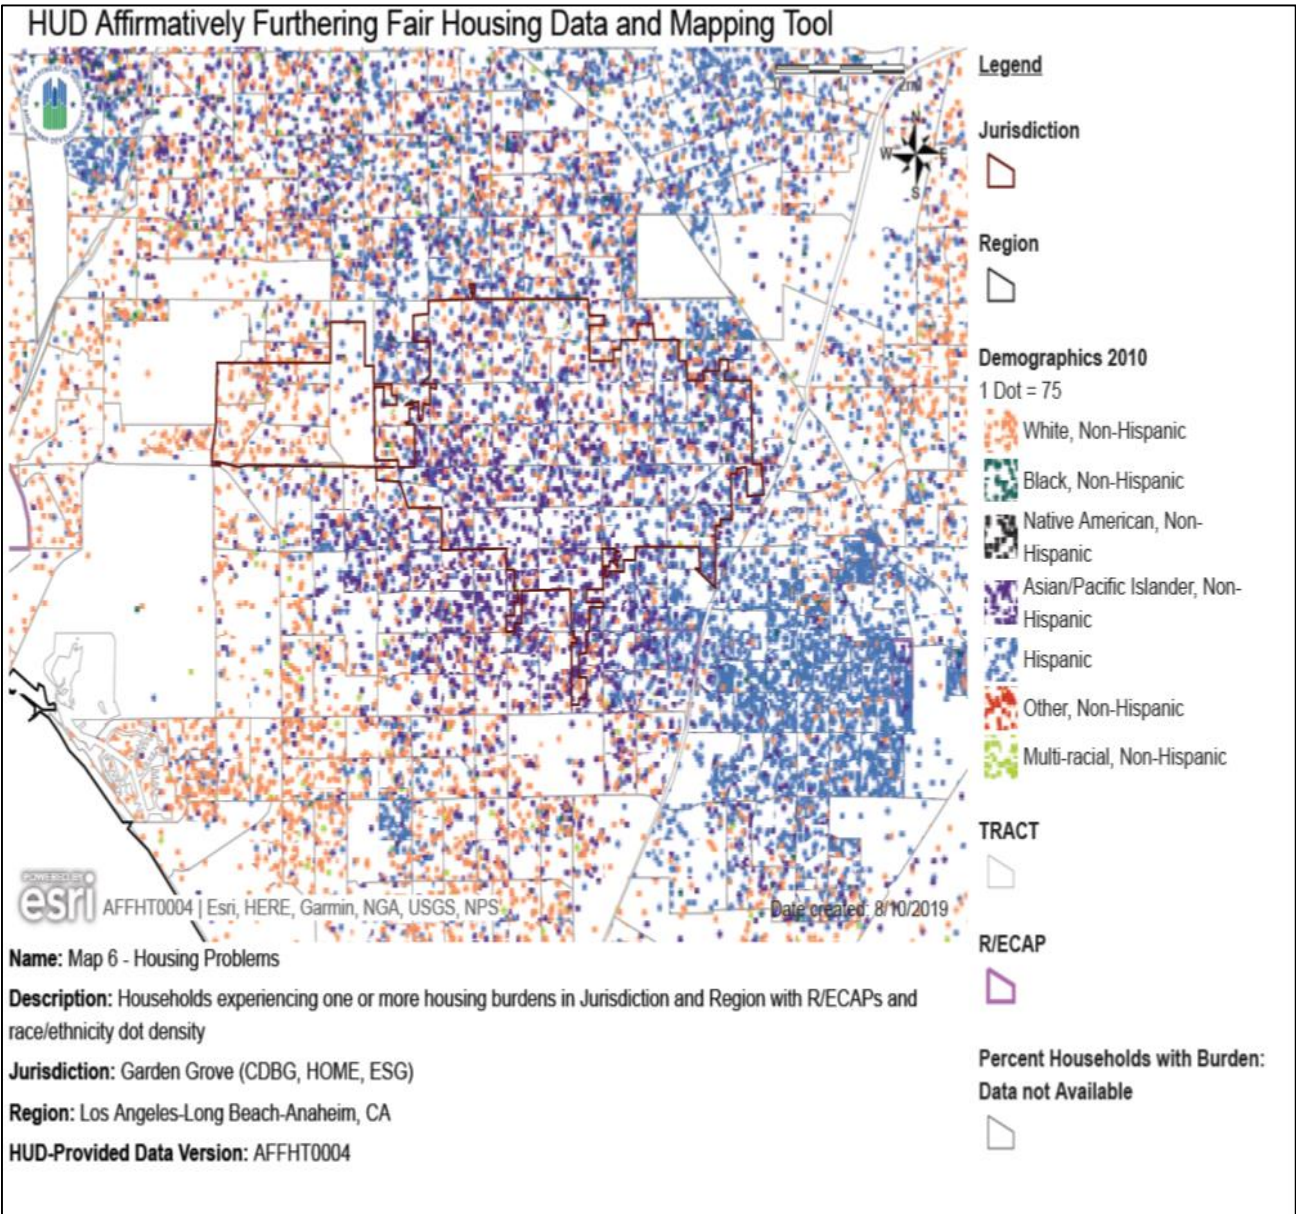 HUD Affirmatively Furthering Fair Housing Data and Mapping Tool
N
W
E
S
POWERED BY
esri
AFFHT0004 | Esri, HERE, Garmin, NGA, USGS, NPS
Date created: 8/10/2019
Legend
Jurisdiction
Region
Demographics 2010
1 Dot = 75
White, Non-Hispanic
Black, Non-Hispanic
Native American, Non-
Hispanic
Asian/Pacific Islander, Non-
Hispanic
Hispanic
Other, Non-Hispanic
Multi-racial, Non-Hispanic
TRACT
R/ECAP
Percent Households with Burden:
Data not Available
Name: Map 6 - Housing Problems
Description: Households experiencing one or more housing burdens in Jurisdiction and Region with R/ECAPs and
race/ethnicity dot density
Jurisdiction: Garden Grove (CDBG, HOME, ESG)
Region: Los Angeles-Long Beach-Anaheim, CA
HUD-Provided Data Version: AFFHT0004